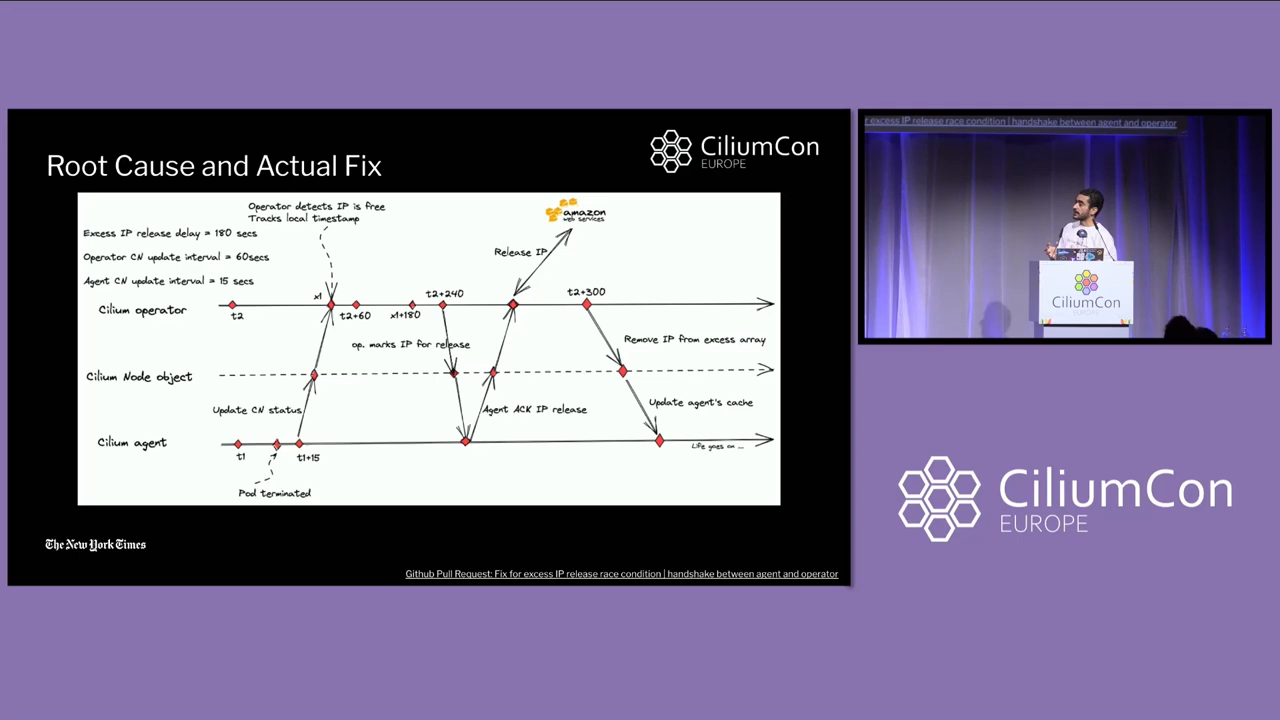 Root Cause and Actual Fix
CiliumCon
EUROPE
Operator detects IP is free
Tracks local timestamp
Excess IP release delay = 180 secs
Operator CN update interval = 60secs
Agent CN update interval = 15 secs
amazon
web services
Release IP
x1
t2+240
t2+300
Cilium operator
t2
t2+60
x1+180
op. marks IP for release
Remove IP from excess array
Cilium Node object
Update CN status
Agent ACK IP release
Update agent's cache
Cilium agent
t1
t1+15
Life goes on ...
Pod terminated
The New York Times
Github Pull Request: Fix for excess IP release race condition | handshake between agent and operator
r excess IP release race condition | handshake between agent and operator
CiliumCon
EUROPE
CiliumCon
EUROPE